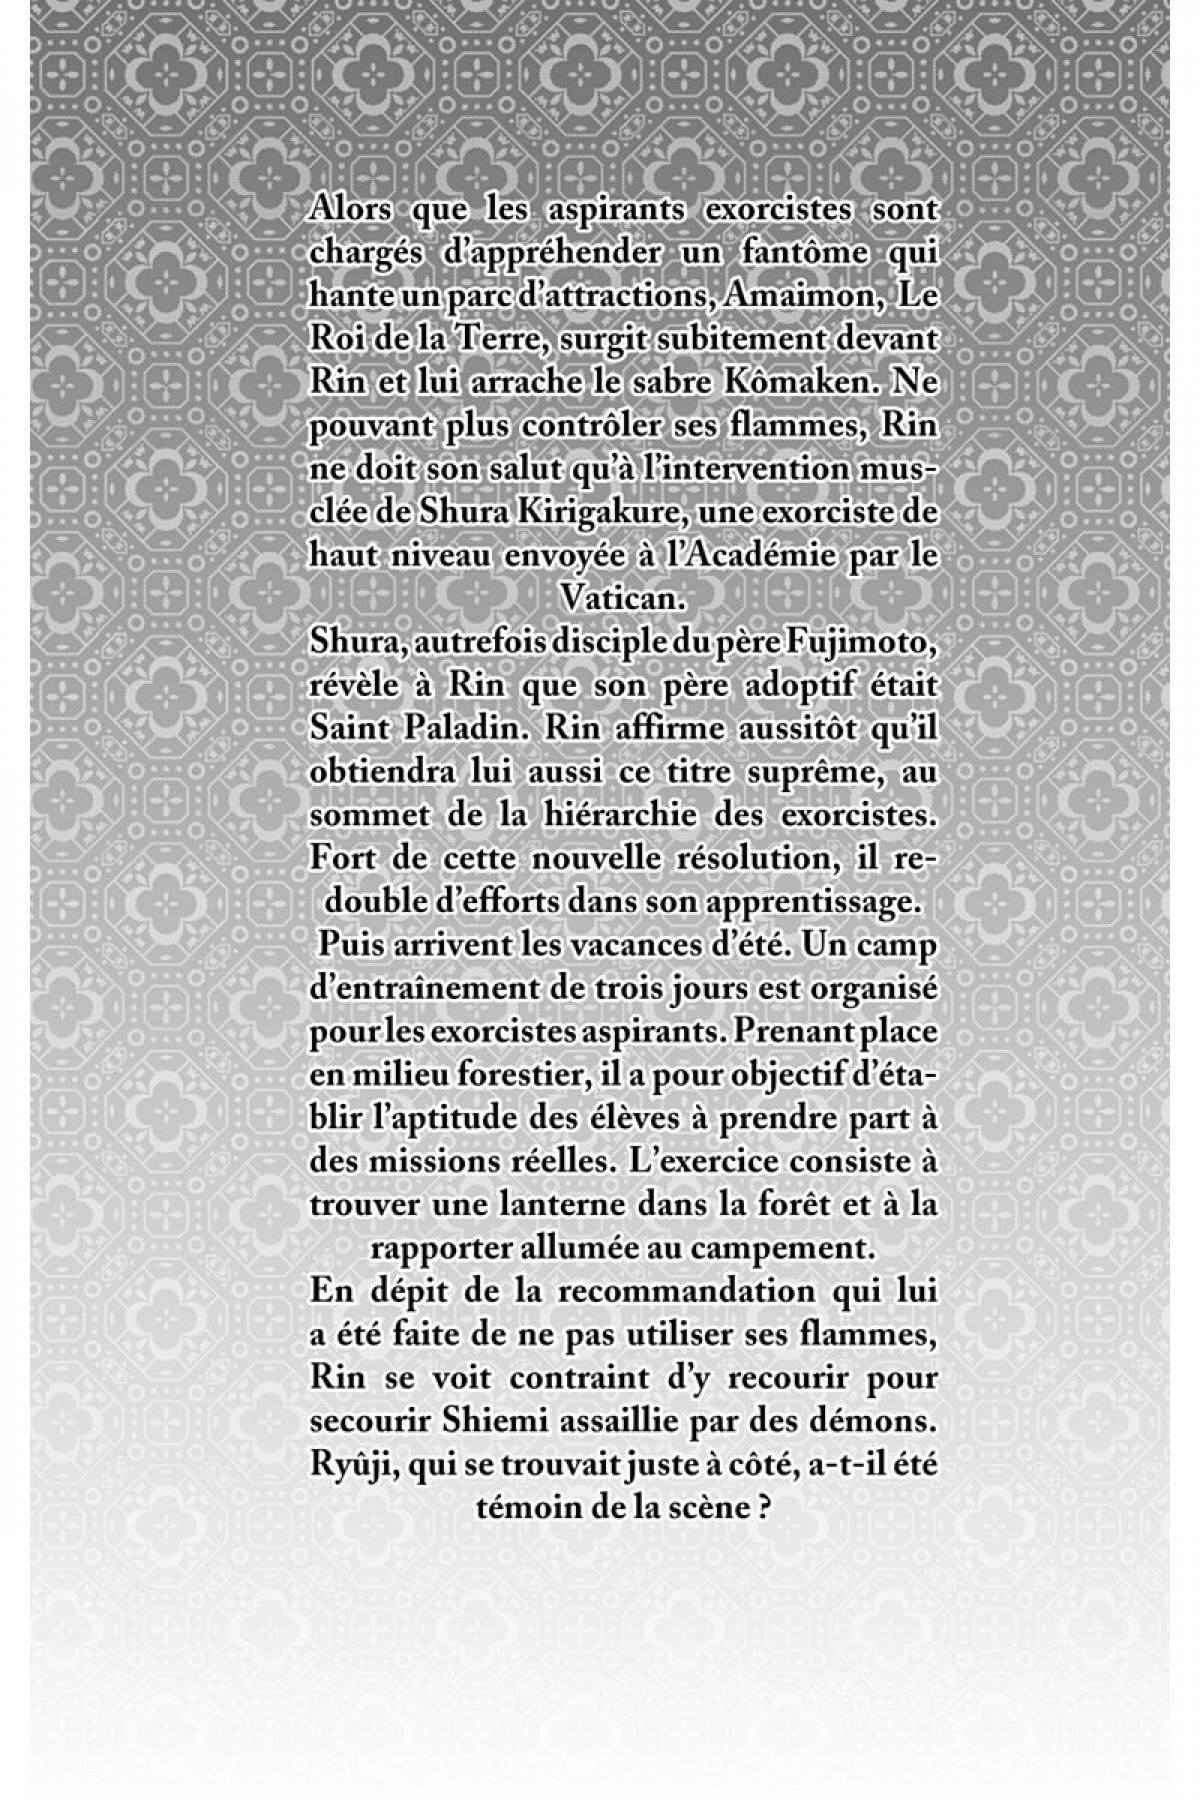 Alors que les aspirants exorcistes sont
chargés d’appréhender un fantôme qui
hante un parc d’attractions, Amaimon, Le
Roi de la Terre, surgit subitement devant
Rin et lui arrache le sabre Kômaken. Ne
pouvant plus contrôler ses flammes, Rin
ne doit son salut qu’à l’intervention mus-
clée de Shura Kirigakure, une exorciste de
haut niveau envoyée à l’Académie par le
Vatican.
Shura, autrefois disciple du père Fujimoto,
révèle à Rin que son père adoptif était
Saint Paladin. Rin affirme aussitôt qu’il
obtiendra lui aussi ce titre suprême, au
sommet de la hiérarchie des exorcistes.
Fort de cette nouvelle résolution, il re-
double d’efforts dans son apprentissage.
Puis arrivent les vacances d’été. Un camp
d’entraînement de trois jours est organisé
pour les exorcistes aspirants. Prenant place
en milieu forestier, il a pour objectif d’éta-
blir l’aptitude des élèves à prendre part à
des missions réelles. L’exercice consiste à
trouver une lanterne dans la forêt et à la
rapporter allumée au campement.
En dépit de la recommandation qui lui
a été faite de ne pas utiliser ses flammes,
Rin se voit contraint d’y recourir pour
secourir Shiemi assaillie par des démons.
Ryûji, qui se trouvait juste à côté, a-t-il été
témoin de la scène ?